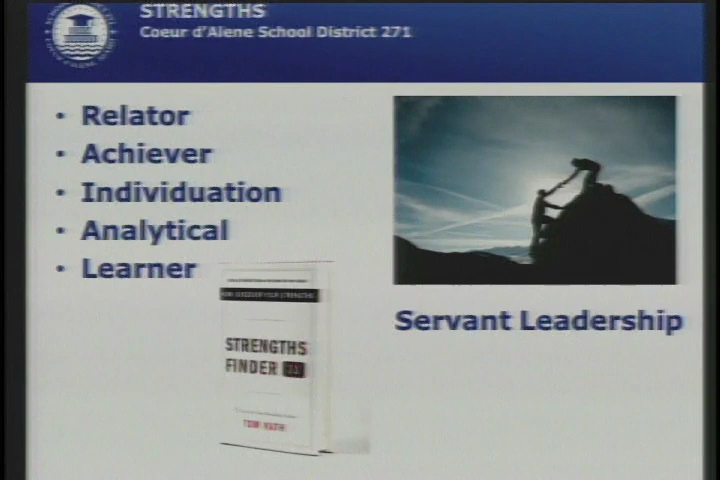 STRENGTHS
Coeur d’Alene School District 271
• Relator
• Achiever
• Individuation
• Analytical
• Learner
Servant Leadership
STRENGTHS
FINDER
TOM RATH